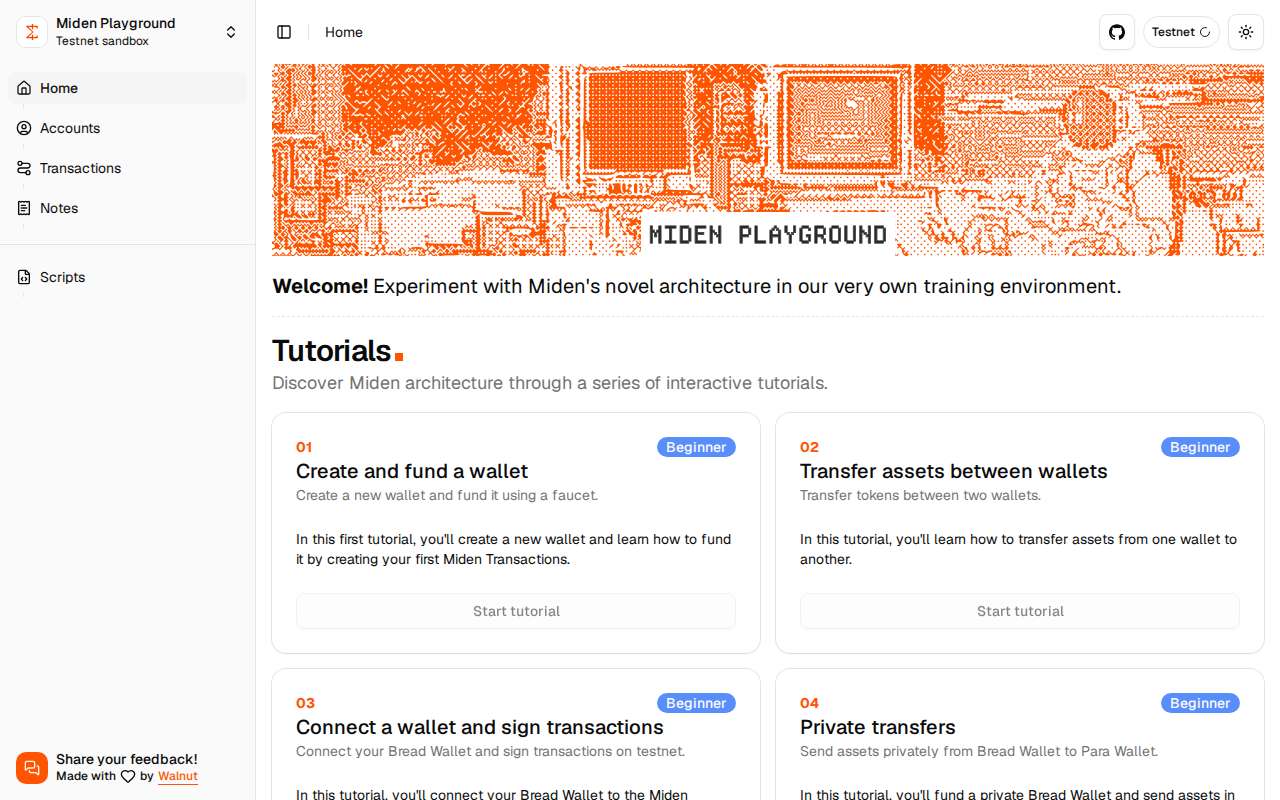 Miden Playground
Testnet sandbox
Home
Accounts
Transactions
Notes
Scripts
Share your feedback!
Made with by Walnut
Home
Testnet
MIDEN PLAYGROUND
Welcome! Experiment with Miden's novel architecture in our very own training environment.
Tutorials
Discover Miden architecture through a series of interactive tutorials.
01
Beginner
Create and fund a wallet
Create a new wallet and fund it using a faucet.
In this first tutorial, you'll create a new wallet and learn how to fund
it by creating your first Miden Transactions.
Start tutorial
02
Beginner
Transfer assets between wallets
Transfer tokens between two wallets.
In this tutorial, you'll learn how to transfer assets from one wallet to
another.
Start tutorial
03
Beginner
Connect a wallet and sign transactions
Connect your Bread Wallet and sign transactions on testnet.
In this tutorial, you'll connect your Bread Wallet to the Miden
04
Beginner
Private transfers
Send assets privately from Bread Wallet to Para Wallet.
In this tutorial, you'll fund a private Bread Wallet and send assets in